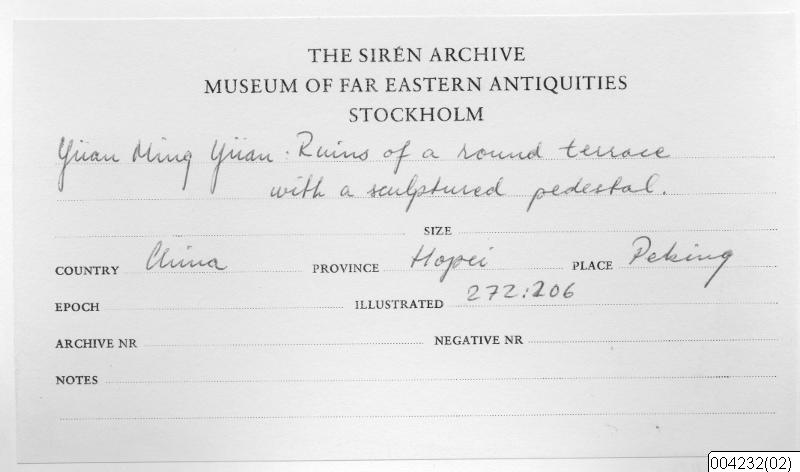 THE SIRÉN ARCHIVE
MUSEUM OF FAR EASTERN ANTIQUITIES
STOCKHOLM
Yüan Ming Yüan. Ruins of a round terrace
with a sculptured pedestal.
SIZE
COUNTRY China PROVINCE Hopei PLACE Peking
EPOCH ILLUSTRATED 272:206
ARCHIVE NR NEGATIVE NR
NOTES
004232(02)